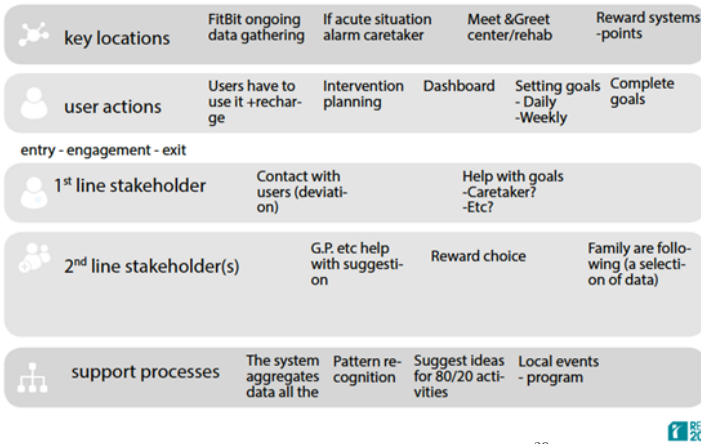 key locations
FitBit ongoing
data gathering
If acute situation
alarm caretaker
Meet &Greet
center/rehab
Reward systems
-points
user actions
Users have to
use it +rechar-
ge
Intervention
planning
Dashboard
Setting goals
- Daily
-Weekly
Complete
goals
entry - engagement - exit
1st line stakeholder
Contact with
users (deviati-
on)
Help with goals
-Caretaker?
-Etc?
2nd line stakeholder(s)
G.P. etc help
with suggesti-
on
Reward choice
Family are follo-
wing (a selecti-
on of data)
support processes
The system
aggregates
data all the
Pattern re-
cognition
Suggest ideas
for 80/20 acti-
vities
Local events
- program